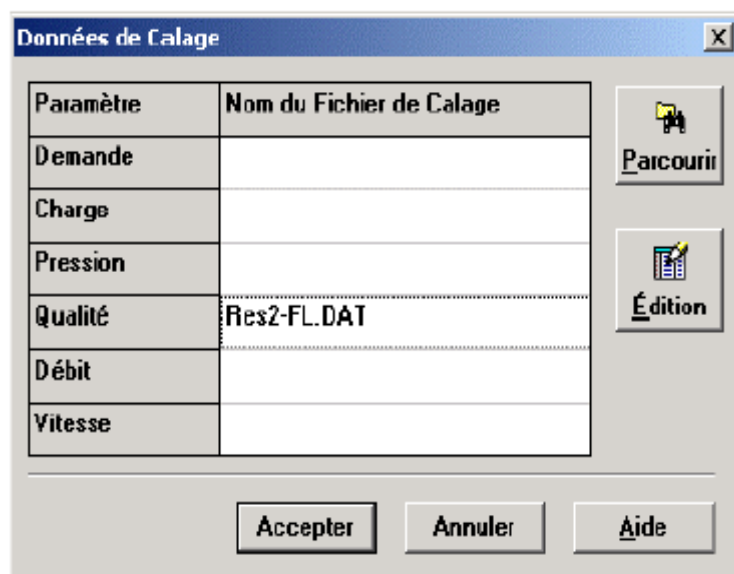 Données de Calage
Paramètre Nom du Fichier de Calage
Demande
Parcourir
Charge
Pression
Qualité Res2-FL.DAT
Édition
Débit
Vitesse
Accepter Annuler Aide